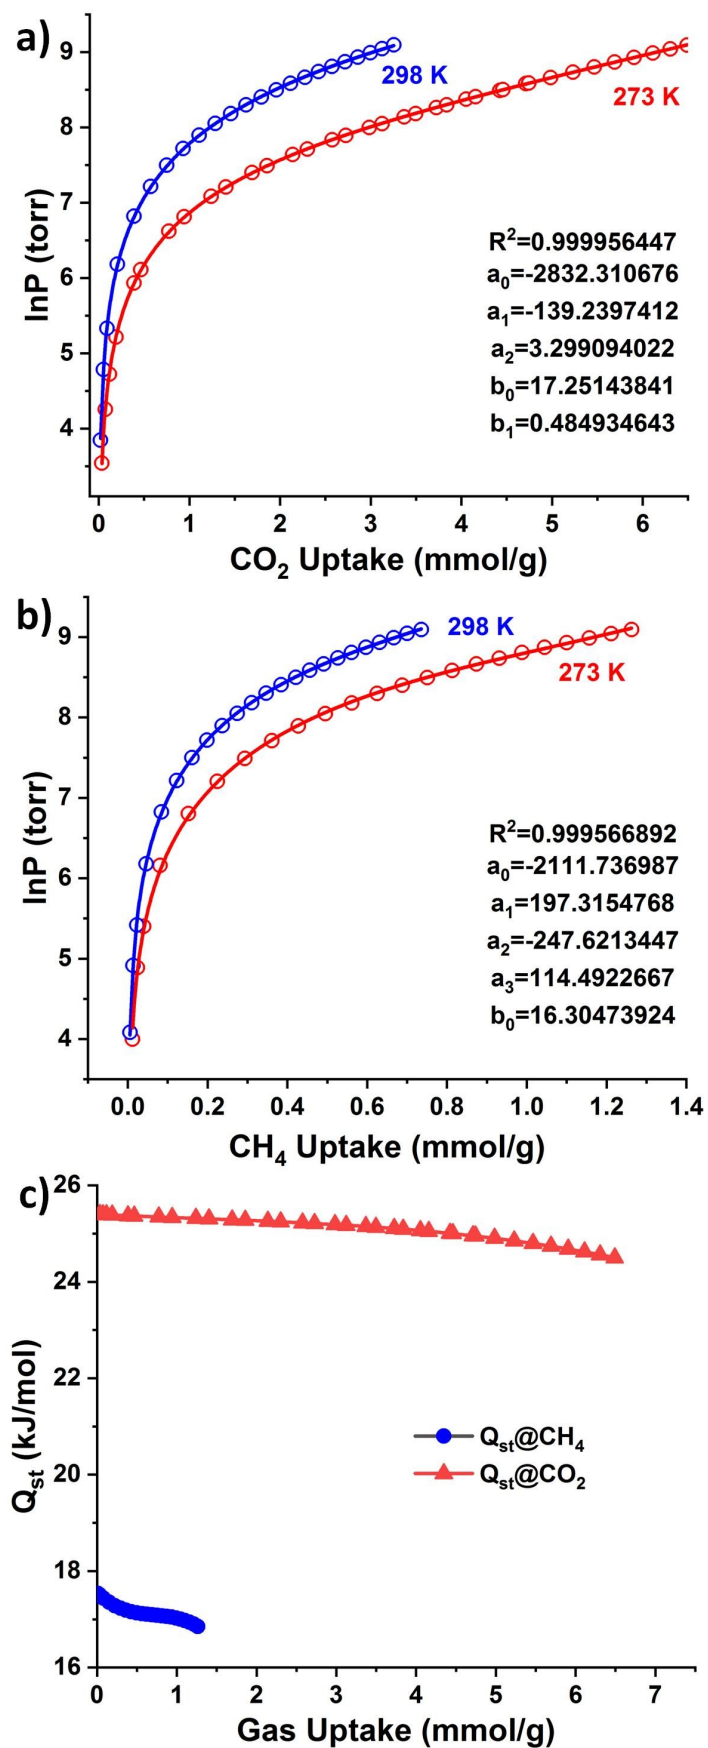 a)
9
8
7
6
5
4
lnP (torr)
298 K
273 K
R²=0.999956447
a₀=-2832.310676
a₁=-139.2397412
a₂=3.299094022
b₀=17.25143841
b₁=0.484934643
0 1 2 3 4 5 6
CO₂ Uptake (mmol/g)
b)
9
8
7
6
5
4
lnP (torr)
298 K
273 K
R²=0.999566892
a₀=-2111.736987
a₁=197.3154768
a₂=-247.6213447
a₃=114.4922667
b₀=16.30473924
0.0 0.2 0.4 0.6 0.8 1.0 1.2 1.4
CH₄ Uptake (mmol/g)
c)
26
24
22
20
18
16
Qst (kJ/mol)
Qst@CH₄
Qst@CO₂
0 1 2 3 4 5 6 7
Gas Uptake (mmol/g)